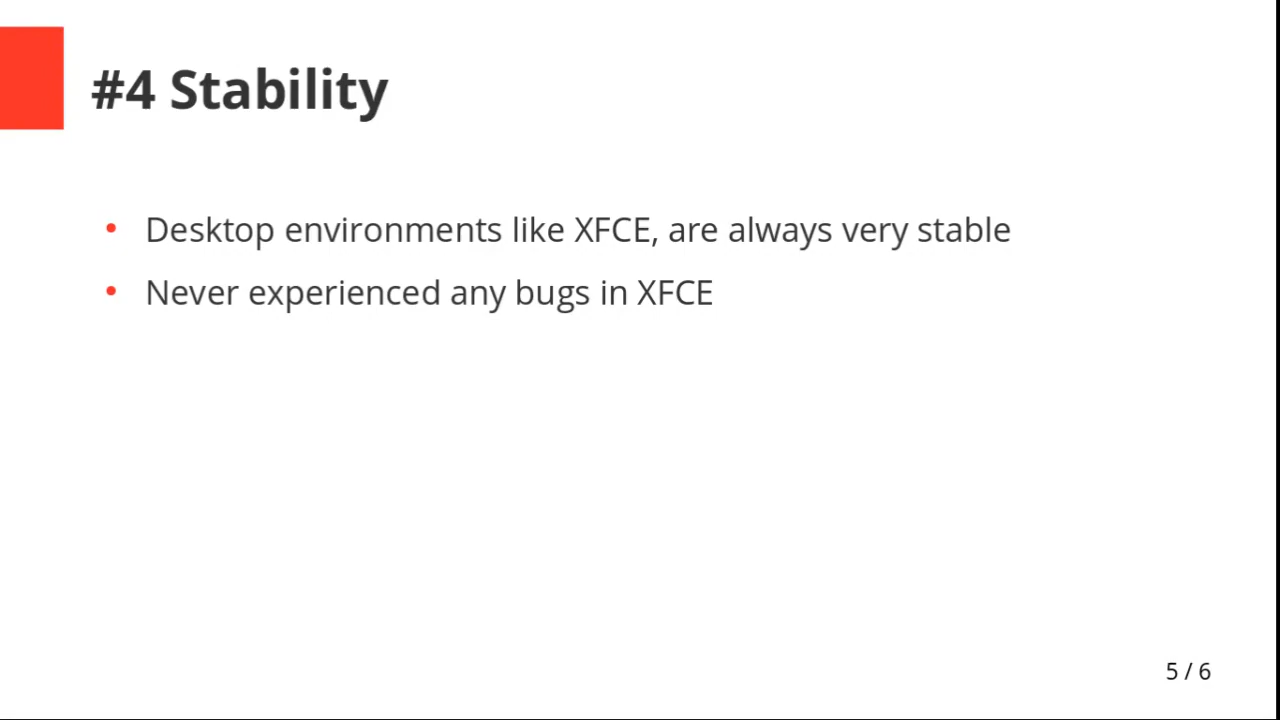 #4 Stability
• Desktop environments like XFCE, are always very stable
• Never experienced any bugs in XFCE
5 / 6